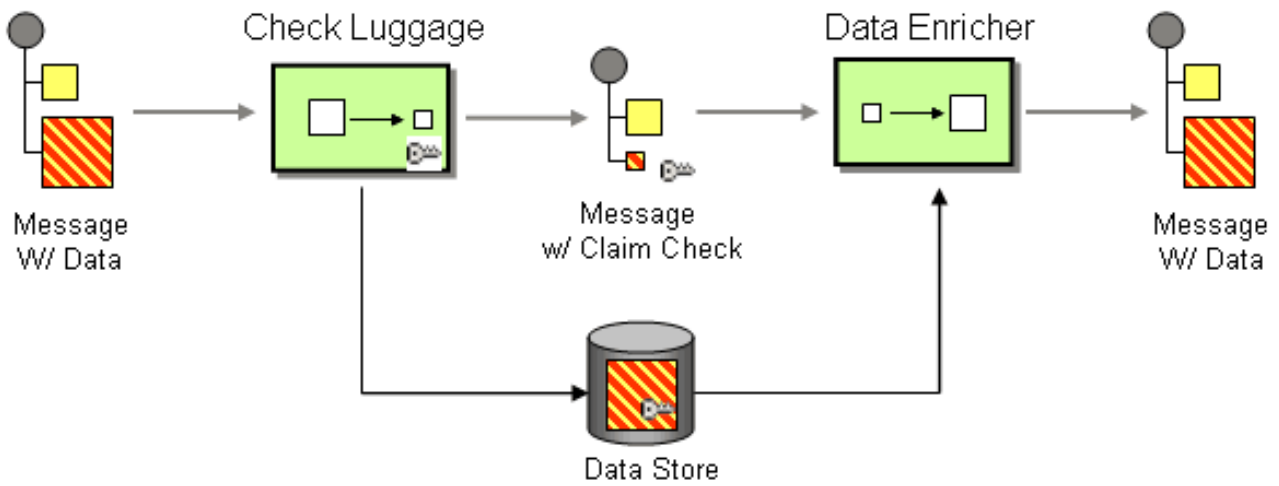 Check Luggage
Data Enricher
Message
W/ Data
Message
w/ Claim Check
Message
W/ Data
Data Store